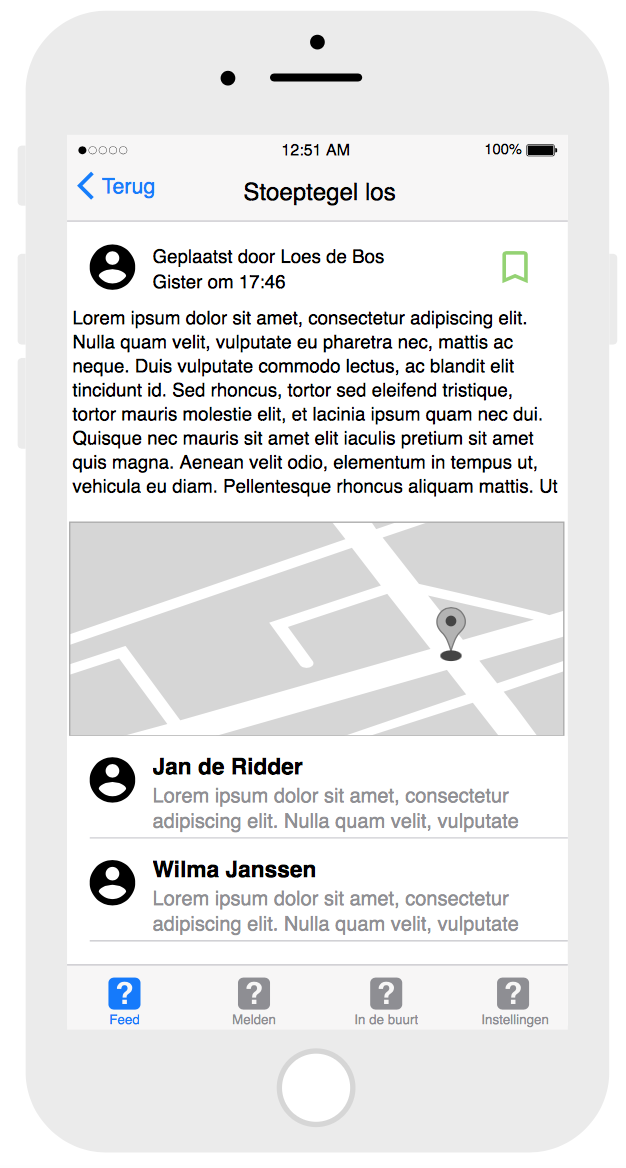 12:51 AM 100%
Terug Stoeptegel los
Geplaatst door Loes de Bos
Gister om 17:46
Lorem ipsum dolor sit amet, consectetur adipiscing elit.
Nulla quam velit, vulputate eu pharetra nec, mattis ac
neque. Duis vulputate commodo lectus, ac blandit elit
tincidunt id. Sed rhoncus, tortor sed eleifend tristique,
tortor mauris molestie elit, et lacinia ipsum quam nec dui.
Quisque nec mauris sit amet elit iaculis pretium sit amet
quis magna. Aenean velit odio, elementum in tempus ut,
vehicula eu diam. Pellentesque rhoncus aliquam mattis. Ut
Jan de Ridder
Lorem ipsum dolor sit amet, consectetur
adipiscing elit. Nulla quam velit, vulputate
Wilma Janssen
Lorem ipsum dolor sit amet, consectetur
adipiscing elit. Nulla quam velit, vulputate
? ? ? ?
Feed Melden In de buurt Instellingen